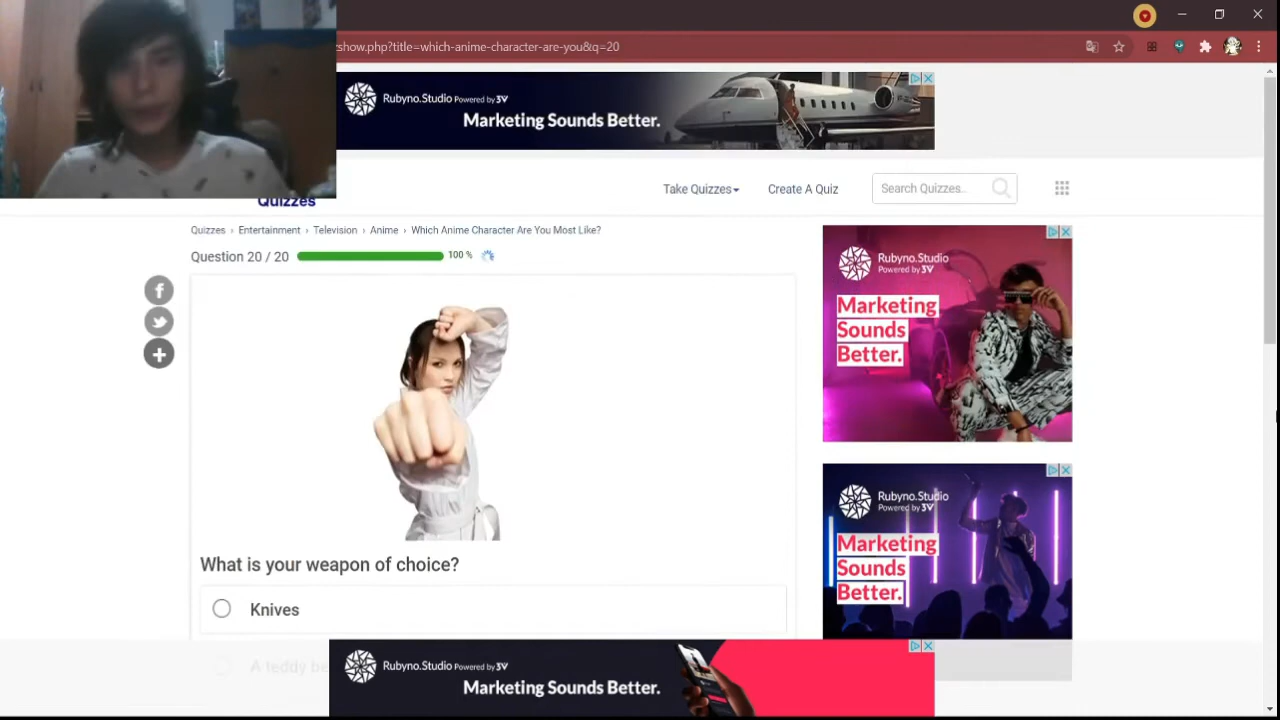 show.php?title=which-anime-character-are-you&q=20
Rubyno.Studio Powered by 3V
Marketing Sounds Better.
Quizzes
Take Quizzes
Create A Quiz
Search Quizzes..
Quizzes › Entertainment › Television › Anime › Which Anime Character Are You Most Like?
Question 20 / 20
100 %
Rubyno.Studio
Powered by 3V
Marketing
Sounds
Better.
What is your weapon of choice?
Knives
A teddy be
Rubyno.Studio
Powered by 3V
Marketing
Sounds
Better.
Rubyno.Studio Powered by 3V
Marketing Sounds Better.